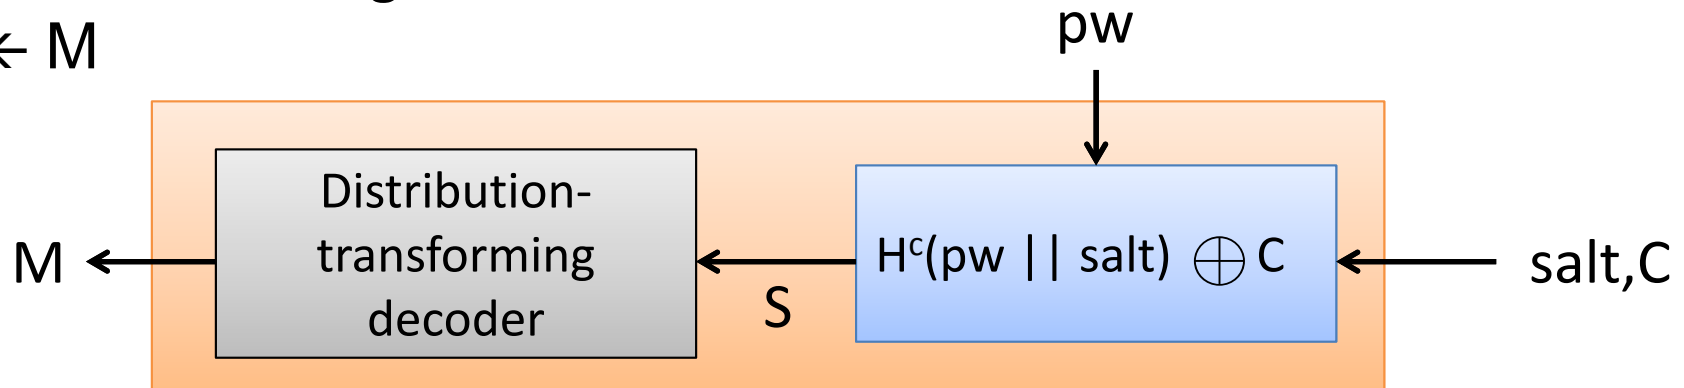 ← M
pw
Distribution-
transforming
decoder
Hᶜ(pw || salt) ⊕ C
M
S
salt,C